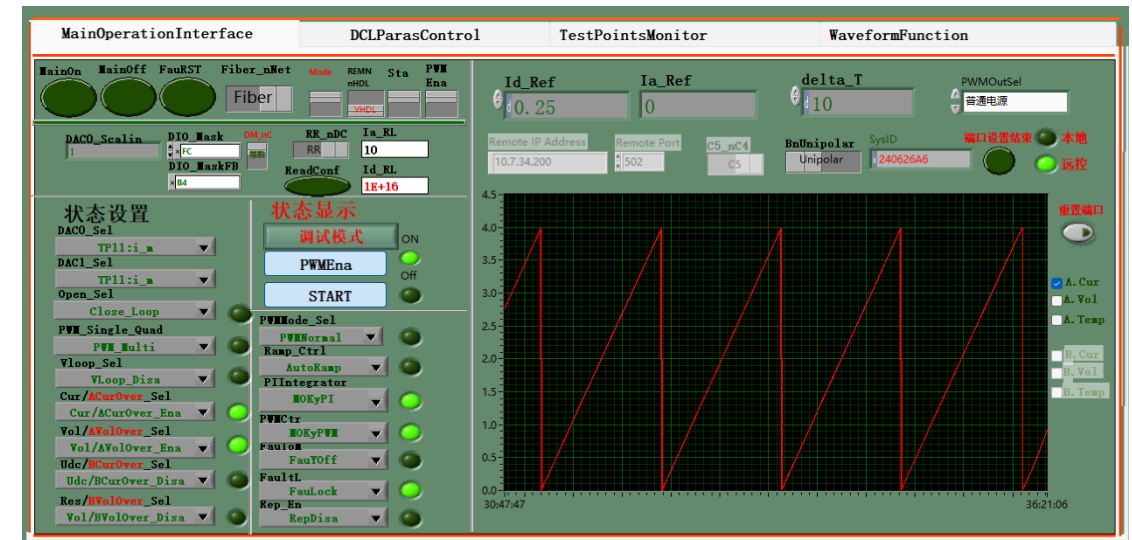 MainOperationInterface
DCLParasControl
TestPointsMonitor
WaveformFunction
MainOn MainOff FauRST Fiber_nNet Mode REMN nHDL Sta PWM Ena
Fiber
VHDL
DAC0_Scalin DIO_Mask DM_nC RR_nDC Ia_RL
1 FC 常规 RR 10
DIO_MaskFB ReadConf Id_RL
B4 1E+16
Id_Ref Ia_Ref delta_T PWMOutSel
0.25 0 10 普通电源
Remote IP Address Remote Port C5_nC4 BnUnipolar SysID 端口设置结束 本地
10.7.34.200 502 C5 Unipolar 240626A6 远控
状态设置
DAC0_Sel
TP11:i_m
DAC1_Sel
TP11:i_m
Open_Sel
Close_Loop
PWM_Single_Quad
PWM_Multi
Vloop_Sel
VLoop_Disa
Cur/ACurOver_Sel
Cur/ACurOver_Ena
Vol/AVolOver_Sel
Vol/AVolOver_Ena
Udc/BCurOver_Sel
Udc/BCurOver_Disa
Res/BVolOver_Sel
Vol/BVolOver_Disa
状态显示
调试模式 ON
PWMEna
Off
START
PWMMode_Sel
PWMNormal
Ramp_Ctrl
AutoRamp
PIIntegrator
MOKyPI
PWMCtr
MOKyPWM
FauToM
FauTOff
FaultL
FauLock
Rep_En
RepDisa
4.5
4.0
3.5
3.0
2.5
2.0
1.5
1.0
0.5
0.0
30:47:47 36:21:06
重置端口
A.Cur
A.Vol
A.Temp
B.Cur
B.Vol
B.Temp